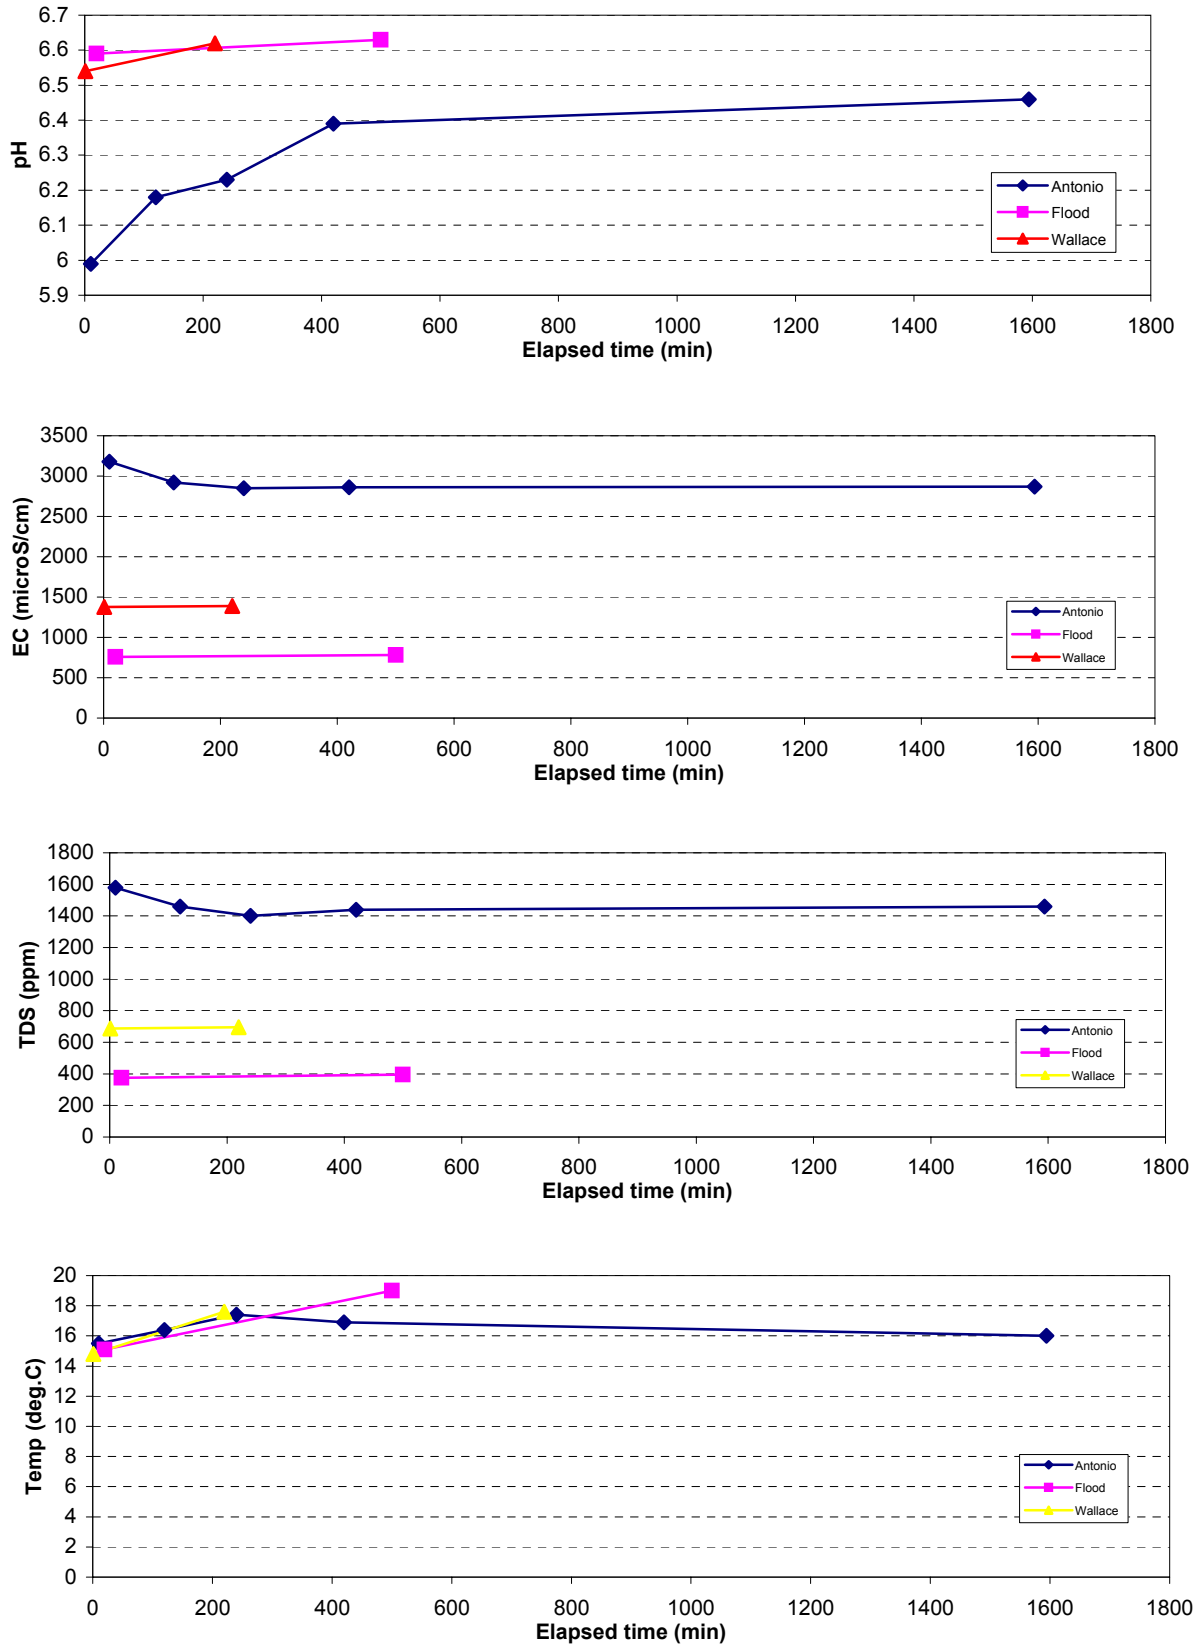 6.7
6.6
6.5
6.4
6.3
6.2
6.1
6
5.9
pH
0 200 400 600 800 1000 1200 1400 1600 1800
Elapsed time (min)
Antonio
Flood
Wallace
3500
3000
2500
2000
1500
1000
500
0
EC (microS/cm)
0 200 400 600 800 1000 1200 1400 1600 1800
Elapsed time (min)
Antonio
Flood
Wallace
1800
1600
1400
1200
1000
800
600
400
200
0
TDS (ppm)
0 200 400 600 800 1000 1200 1400 1600 1800
Elapsed time (min)
Antonio
Flood
Wallace
20
18
16
14
12
10
8
6
4
2
0
Temp (deg.C)
0 200 400 600 800 1000 1200 1400 1600 1800
Elapsed time (min)
Antonio
Flood
Wallace